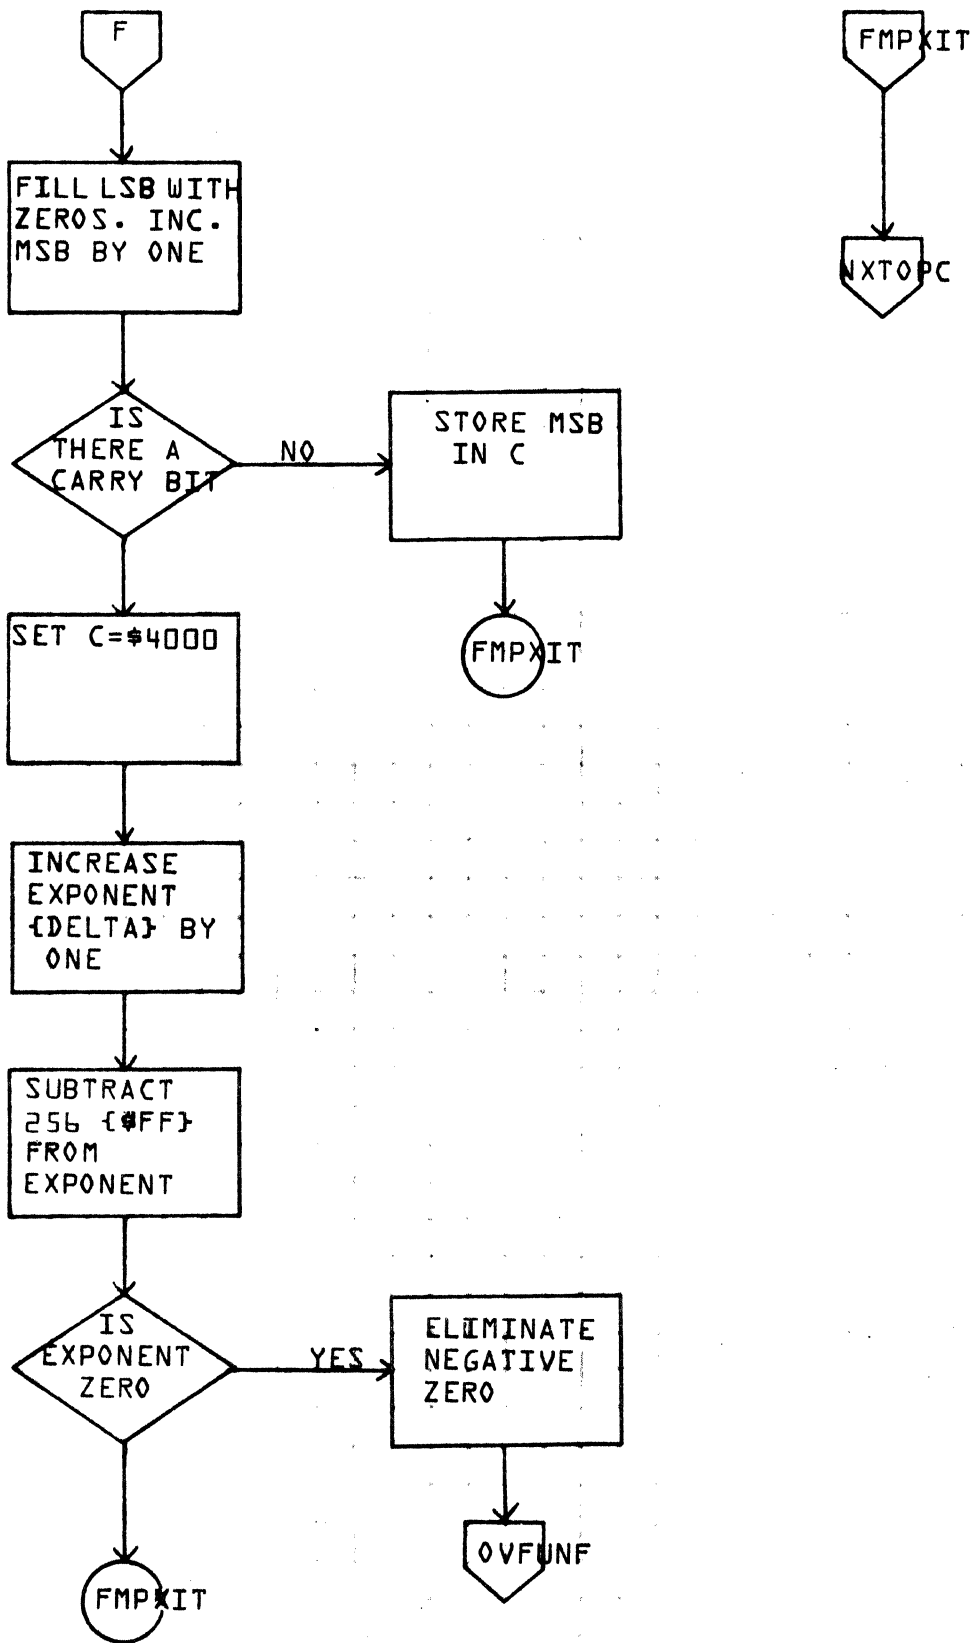 F
FILL LSB WITH
ZEROS. INC.
MSB BY ONE
IS
THERE A
CARRY BIT
NO
STORE MSB
IN C
FMPXIT
SET C=$4000
INCREASE
EXPONENT
{DELTA} BY
ONE
SUBTRACT
256 {$FF}
FROM
EXPONENT
IS
EXPONENT
ZERO
YES
ELIMINATE
NEGATIVE
ZERO
OVFUNF
FMPXIT
FMPXIT
NXTOPC